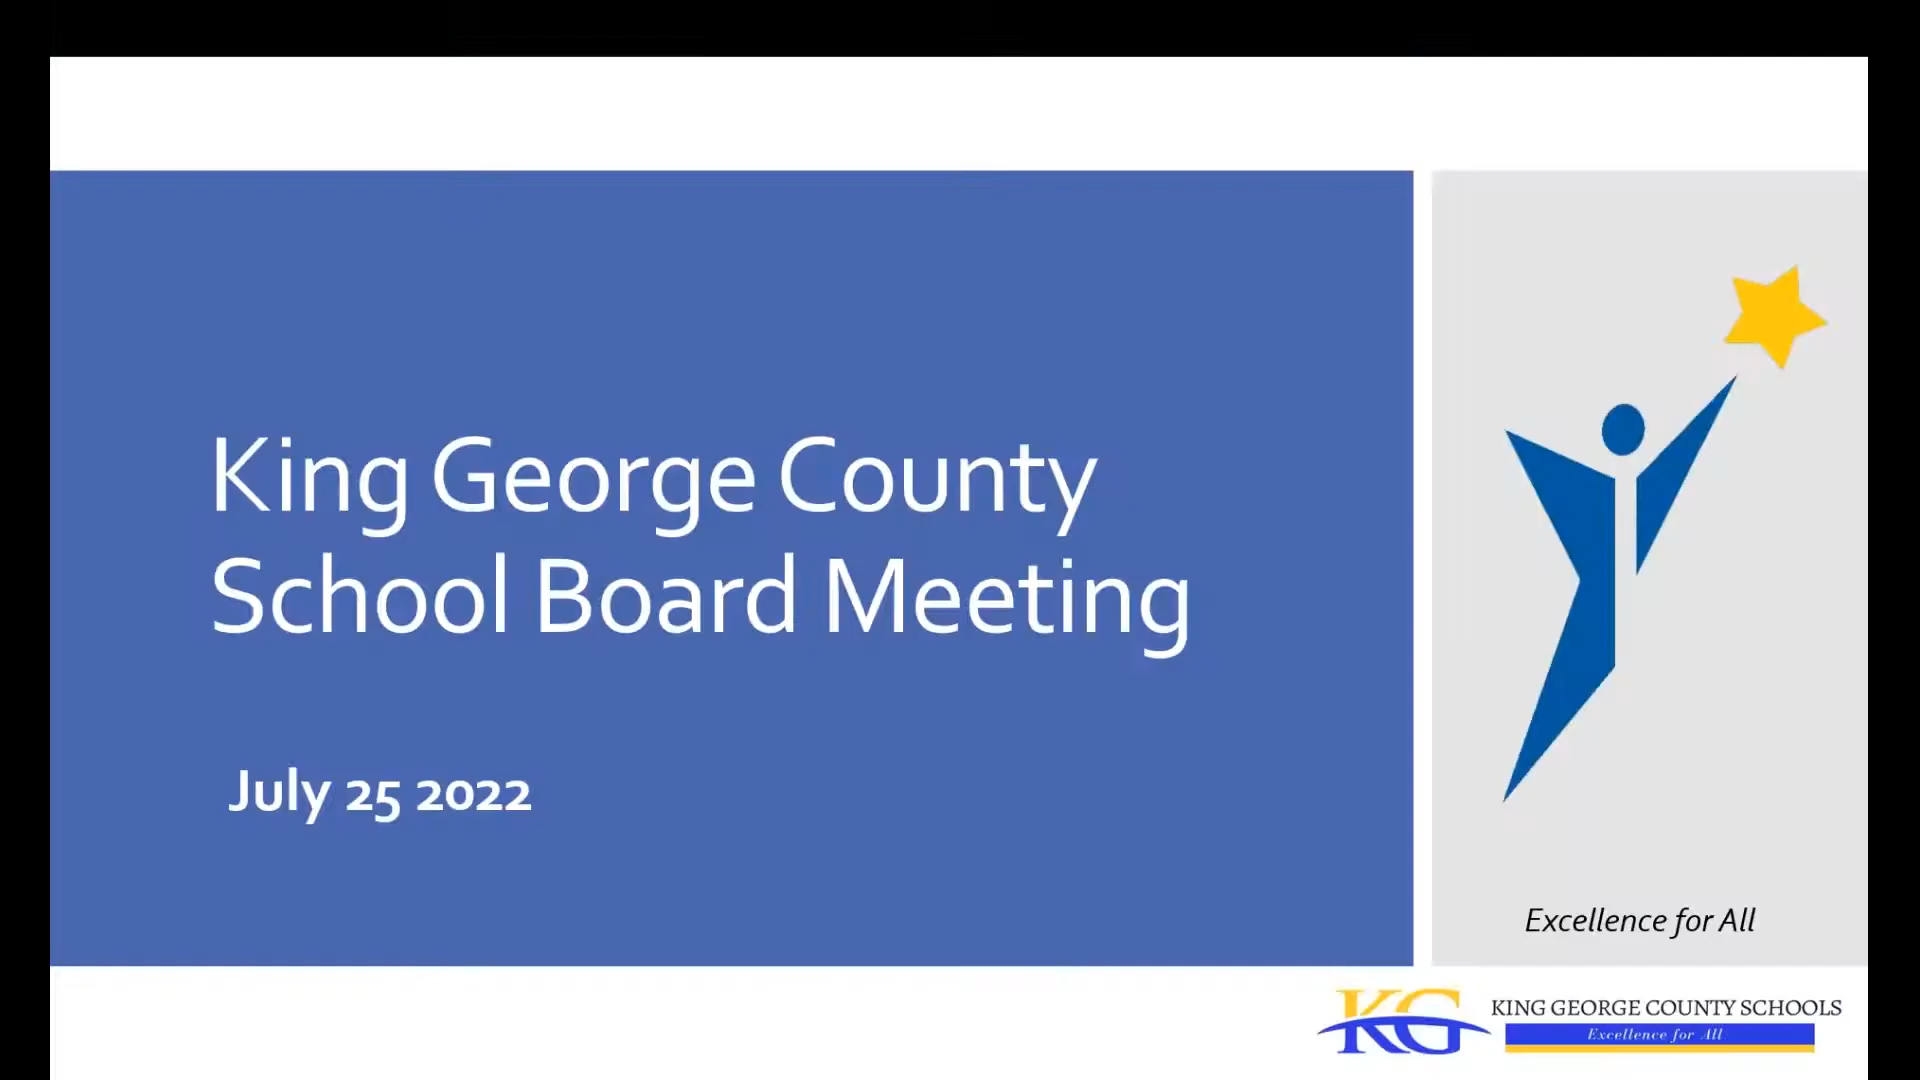 King George County
School Board Meeting
July 25 2022
Excellence for All
KG
KING GEORGE COUNTY SCHOOLS
Excellence for All